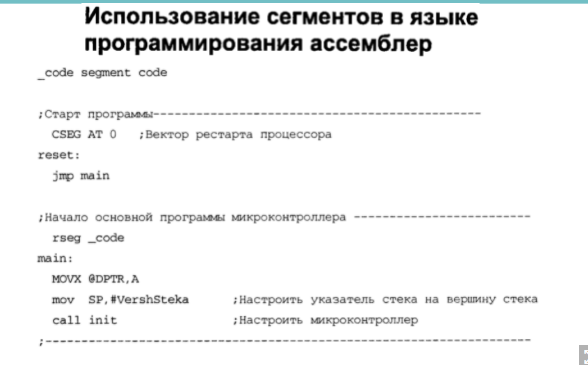 Использование сегментов в языке
программирования ассемблер
_code segment code
;Старт программы----------------------------------------------
CSEG AT 0   ;Вектор рестарта процессора
reset:
jmp main
;Начало основной программы микроконтроллера -------------------------
rseg _code
main:
MOVX @DPTR,A
mov  SP,#VershSteka      ;Настроить указатель стека на вершину стека
call init                ;Настроить микроконтроллер
;--------------------------------------------------------------------